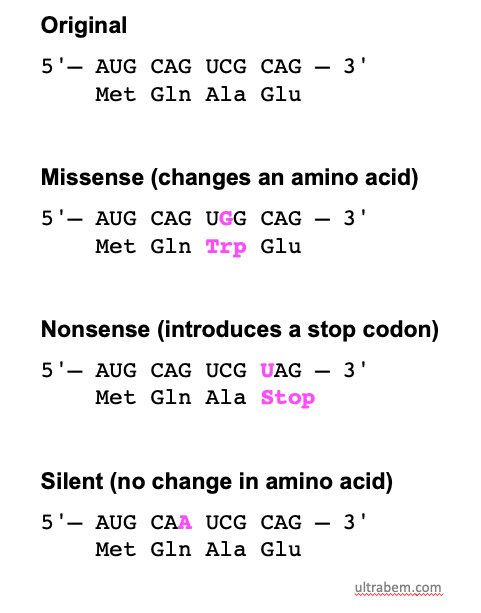 Original
5'– AUG CAG UCG CAG – 3'
Met Gln Ala Glu
Missense (changes an amino acid)
5'– AUG CAG UGG CAG – 3'
Met Gln Trp Glu
Nonsense (introduces a stop codon)
5'– AUG CAG UCG UAG – 3'
Met Gln Ala Stop
Silent (no change in amino acid)
5'– AUG CAA UCG CAG – 3'
Met Gln Ala Glu
ultrabem.com